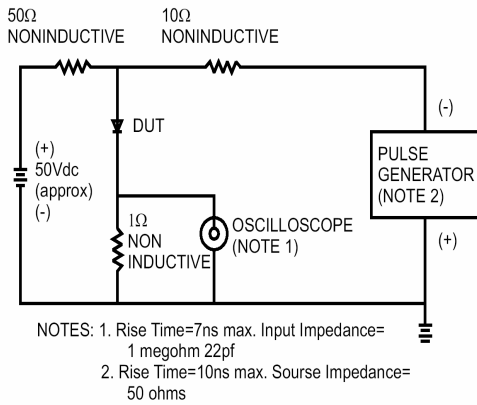 50Ω
NONINDUCTIVE
10Ω
NONINDUCTIVE
DUT
(+)
50Vdc
(approx)
(-)
1Ω
NON
INDUCTIVE
OSCILLOSCOPE
(NOTE 1)
(-)
PULSE
GENERATOR
(NOTE 2)
(+)
NOTES: 1. Rise Time=7ns max. Input Impedance=
1 megohm 22pf
2. Rise Time=10ns max. Sourse Impedance=
50 ohms